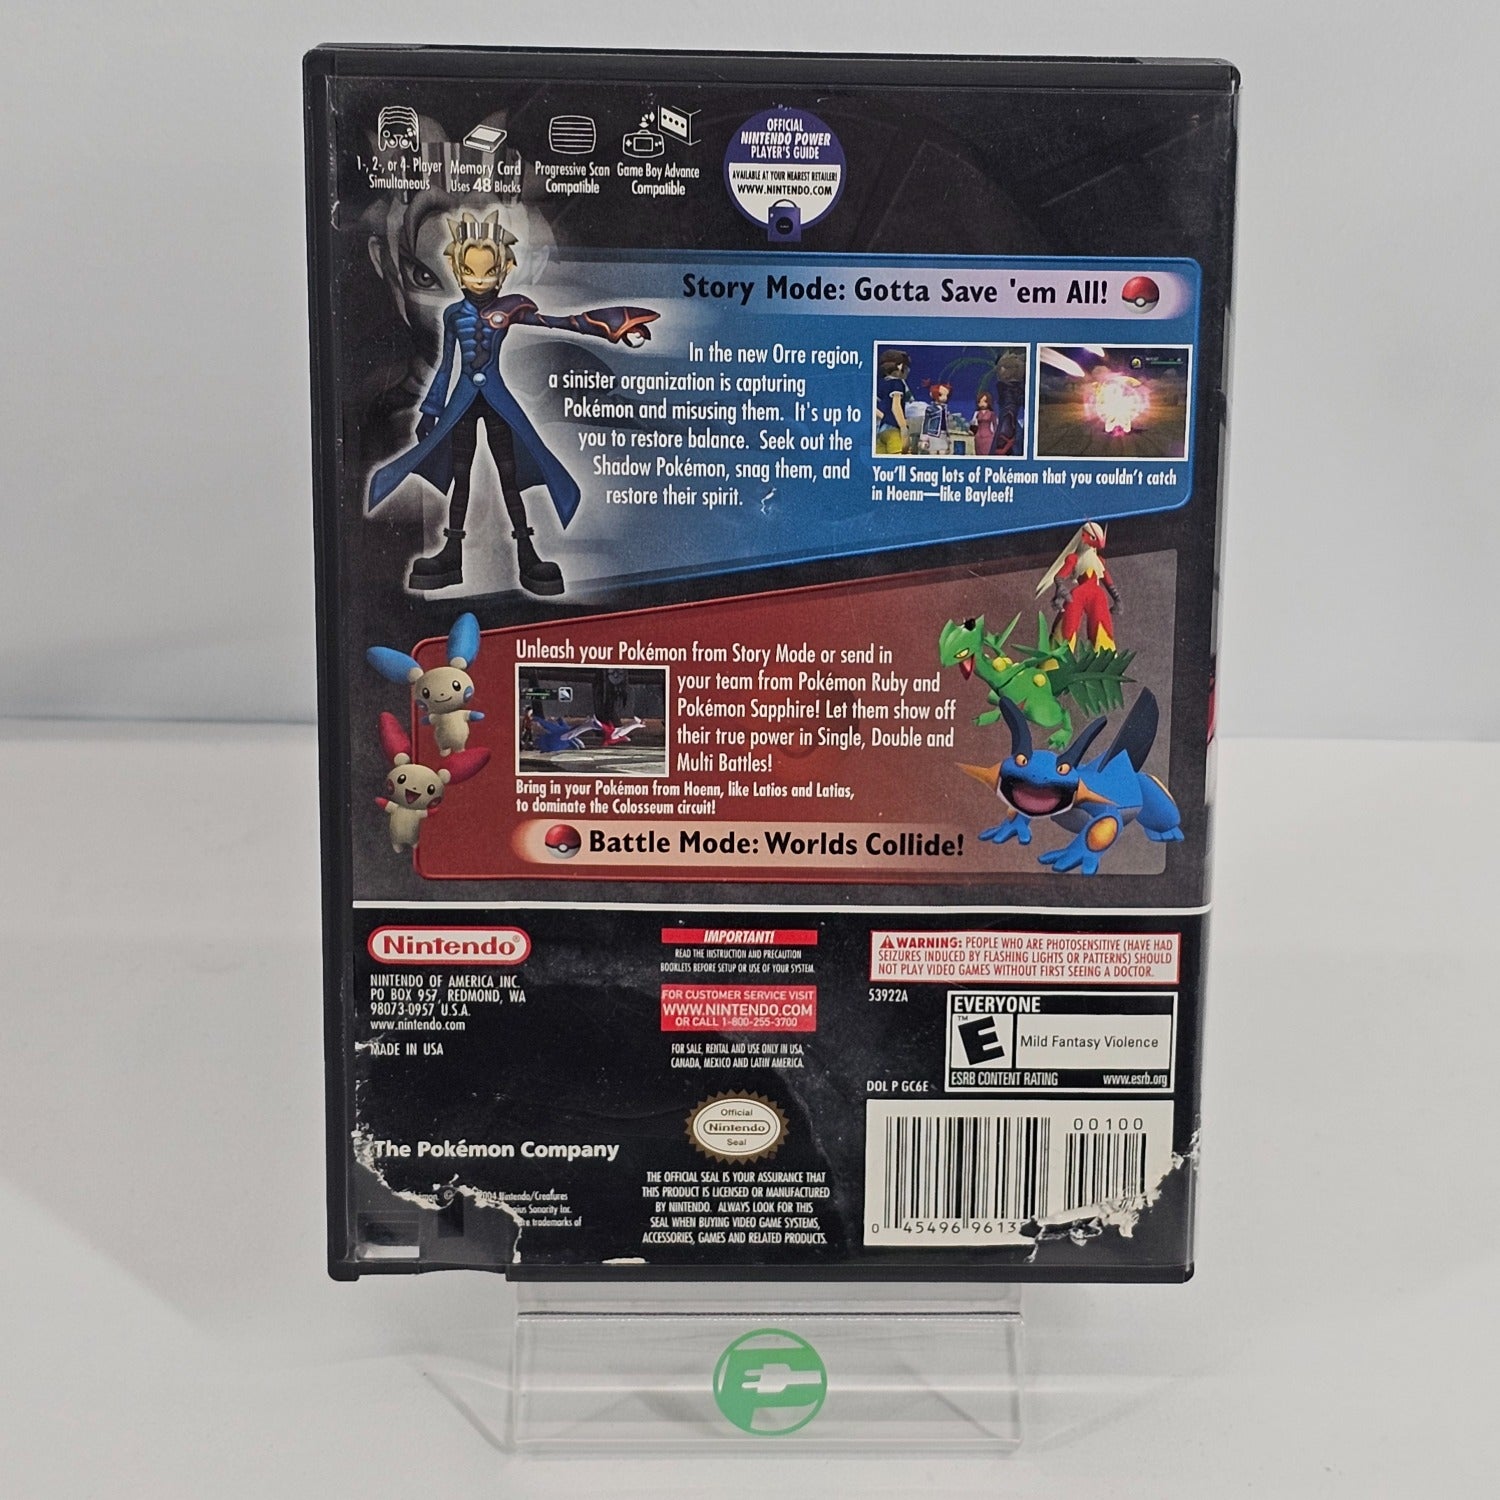 1-, 2-, or 4- Player
Simultaneous
Memory Card
Uses 48 Blocks
Progressive Scan
Compatible
Game Boy Advance
Compatible
OFFICIAL
NINTENDO POWER
PLAYER'S GUIDE
AVAILABLE AT YOUR NEAREST RETAILER!
WWW.NINTENDO.COM
Story Mode: Gotta Save 'em All!
In the new Orre region,
a sinister organization is capturing
Pokémon and misusing them. It's up to
you to restore balance. Seek out the
Shadow Pokémon, snag them, and
restore their spirit.
You'll Snag lots of Pokémon that you couldn't catch
in Hoenn—like Bayleef!
Unleash your Pokémon from Story Mode or send in
your team from Pokémon Ruby and
Pokémon Sapphire! Let them show off
their true power in Single, Double and
Multi Battles!
Bring in your Pokémon from Hoenn, like Latios and Latias,
to dominate the Colosseum circuit!
Battle Mode: Worlds Collide!
Nintendo®
NINTENDO OF AMERICA INC.
PO BOX 957, REDMOND, WA
98073-0957 U.S.A.
www.nintendo.com
MADE IN USA
The Pokémon Company
2004 Nintendo/Creatures
Sonority Inc.
trademarks of
IMPORTANT!
READ THE INSTRUCTION AND PRECAUTION
BOOKLETS BEFORE SETUP OR USE OF YOUR SYSTEM.
FOR CUSTOMER SERVICE VISIT
WWW.NINTENDO.COM
OR CALL 1-800-255-3700
FOR SALE, RENTAL AND USE ONLY IN USA,
CANADA, MEXICO AND LATIN AMERICA.
Official
Nintendo
Seal
THE OFFICIAL SEAL IS YOUR ASSURANCE THAT
THIS PRODUCT IS LICENSED OR MANUFACTURED
BY NINTENDO. ALWAYS LOOK FOR THIS
SEAL WHEN BUYING VIDEO GAME SYSTEMS,
ACCESSORIES, GAMES AND RELATED PRODUCTS.
WARNING: PEOPLE WHO ARE PHOTOSENSITIVE (HAVE HAD
SEIZURES INDUCED BY FLASHING LIGHTS OR PATTERNS) SHOULD
NOT PLAY VIDEO GAMES WITHOUT FIRST SEEING A DOCTOR.
53922A
EVERYONE
E
TM
Mild Fantasy Violence
ESRB CONTENT RATING www.esrb.org
DOL P GC6E
00100
0 45496 9613